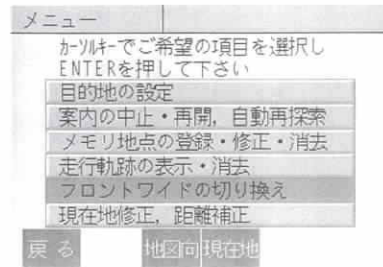 メニュー
カーソルキーでご希望の項目を選択し
ENTERを押して下さい
目的地の設定
案内の中止・再開, 自動再探索
メモリ地点の登録・修正・消去
走行軌跡の表示・消去
フロントワイドの切り換え
現在地修正, 距離補正
戻る 地図向 現在地